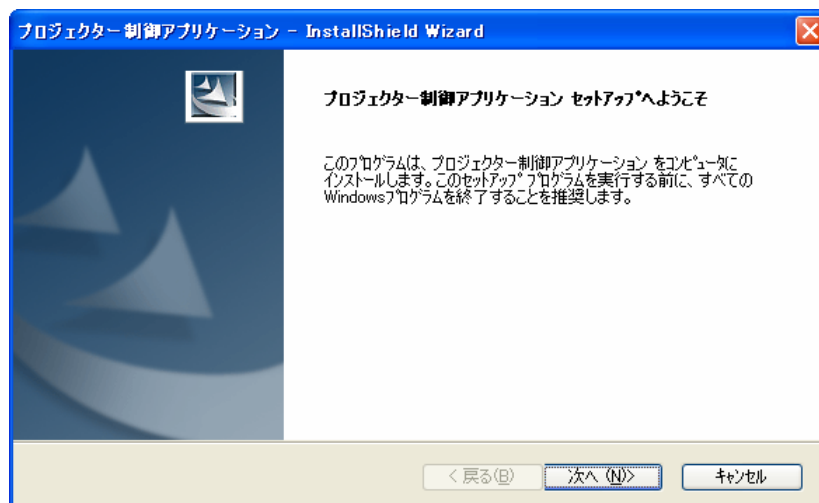 プロジェクター制御アプリケーション - InstallShield Wizard
プロジェクター制御アプリケーション セットアップへようこそ
このプログラムは、プロジェクター制御アプリケーション をコンピュータに
インストールします。このセットアップ プログラムを実行する前に、すべての
Windowsプログラムを終了することを推奨します。
< 戻る(B)
次へ (N)>
キャンセル